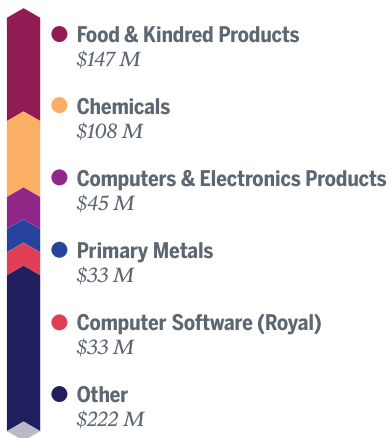 Food & Kindred Products
$147 M
Chemicals
$108 M
Computers & Electronics Products
$45 M
Primary Metals
$33 M
Computer Software (Royal)
$33 M
Other
$222 M